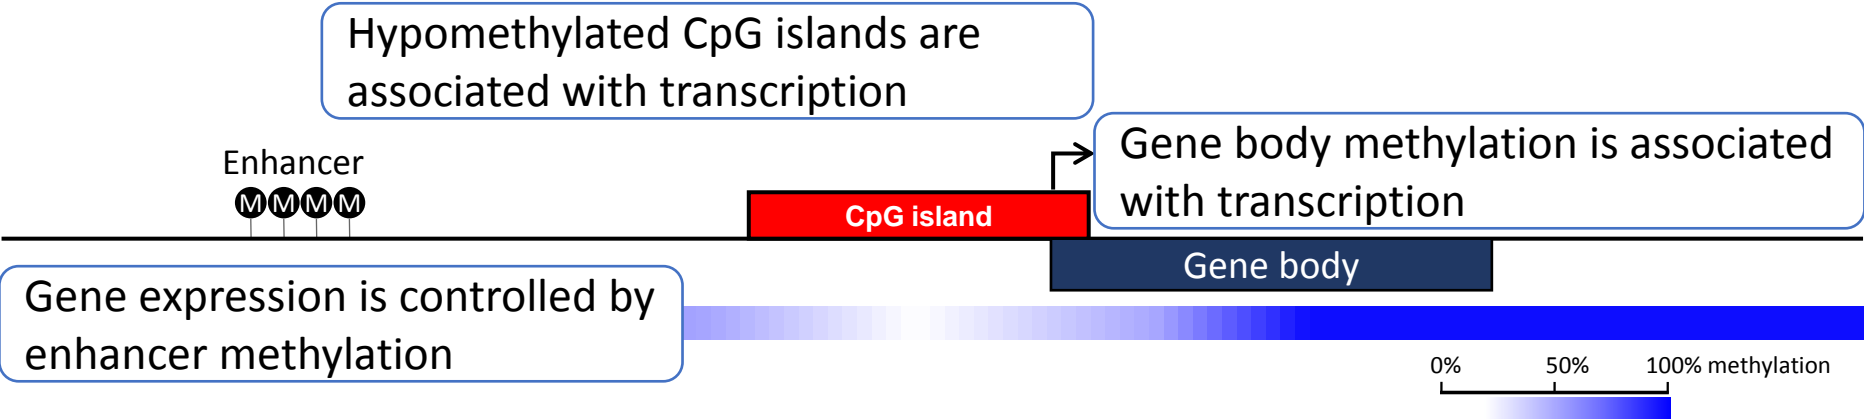 Hypomethylated CpG islands are
associated with transcription
Gene body methylation is associated
with transcription
Enhancer
M M M M
CpG island
Gene body
Gene expression is controlled by
enhancer methylation
0% 50% 100% methylation